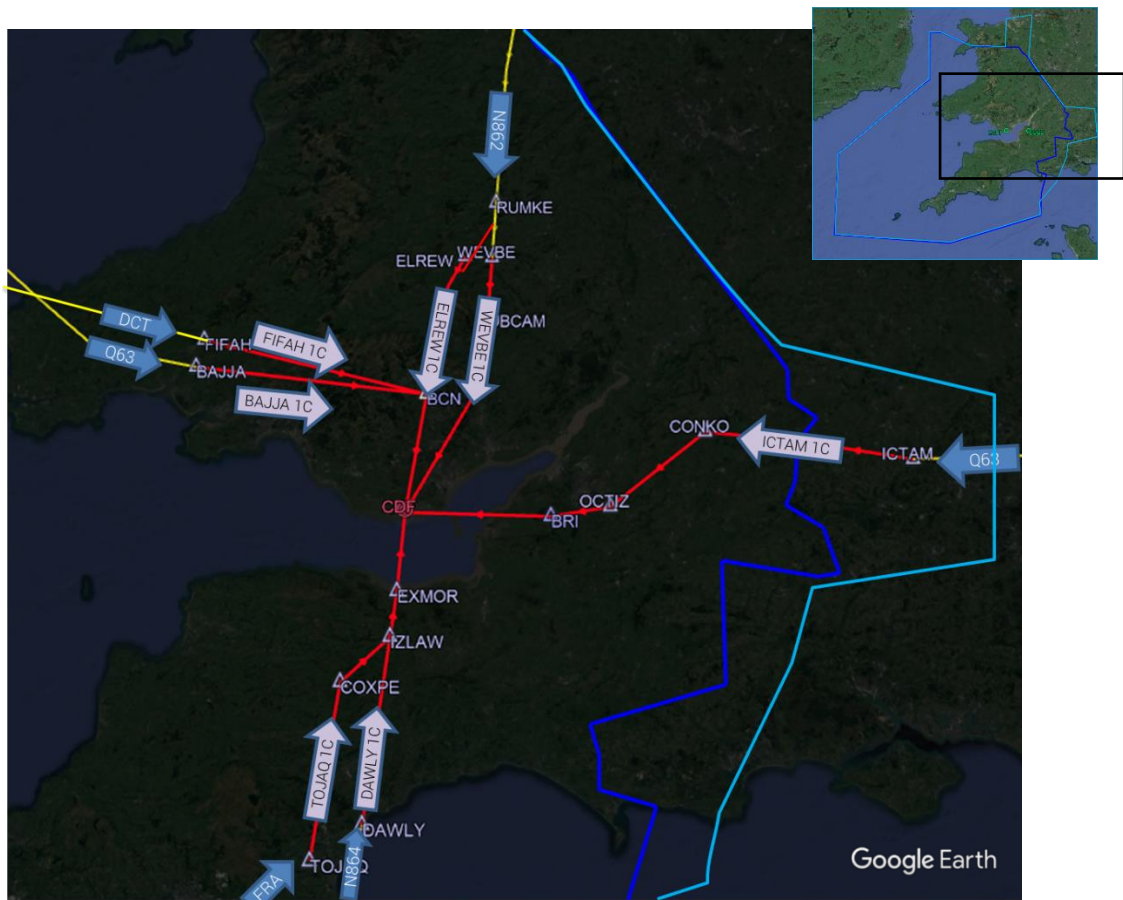 N862
RUMKE
ELREW
WEVBE
ELREW 1C
WEVBE 1C
BCAM
DCT
FIFAH
FIFAH 1C
Q63
BAJJA
BAJJA 1C
BCN
CONKO
ICTAM 1C
ICTAM
Q63
CDF
OCTIZ
BRI
EXMOR
IZLAW
COXPE
TOJAQ 1C
DAWLY 1C
DAWLY
TOJAQ
FRA
N864
Google Earth